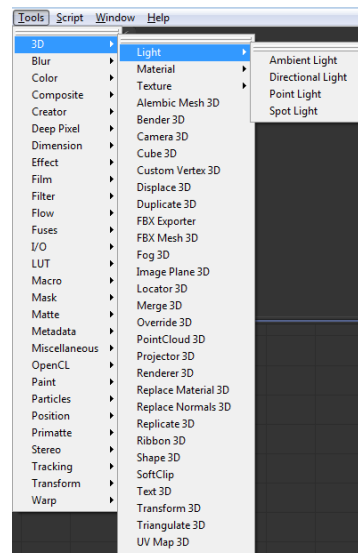 Tools Script Window Help
3D
Blur
Color
Composite
Creator
Deep Pixel
Dimension
Effect
Film
Filter
Flow
Fuses
I/O
LUT
Macro
Mask
Matte
Metadata
Miscellaneous
OpenCL
Paint
Particles
Position
Primatte
Stereo
Tracking
Transform
Warp
Light
Material
Texture
Alembic Mesh 3D
Bender 3D
Camera 3D
Cube 3D
Custom Vertex 3D
Displace 3D
Duplicate 3D
FBX Exporter
FBX Mesh 3D
Fog 3D
Image Plane 3D
Locator 3D
Merge 3D
Override 3D
PointCloud 3D
Projector 3D
Renderer 3D
Replace Material 3D
Replace Normals 3D
Replicate 3D
Ribbon 3D
Shape 3D
SoftClip
Text 3D
Transform 3D
Triangulate 3D
UV Map 3D
Ambient Light
Directional Light
Point Light
Spot Light